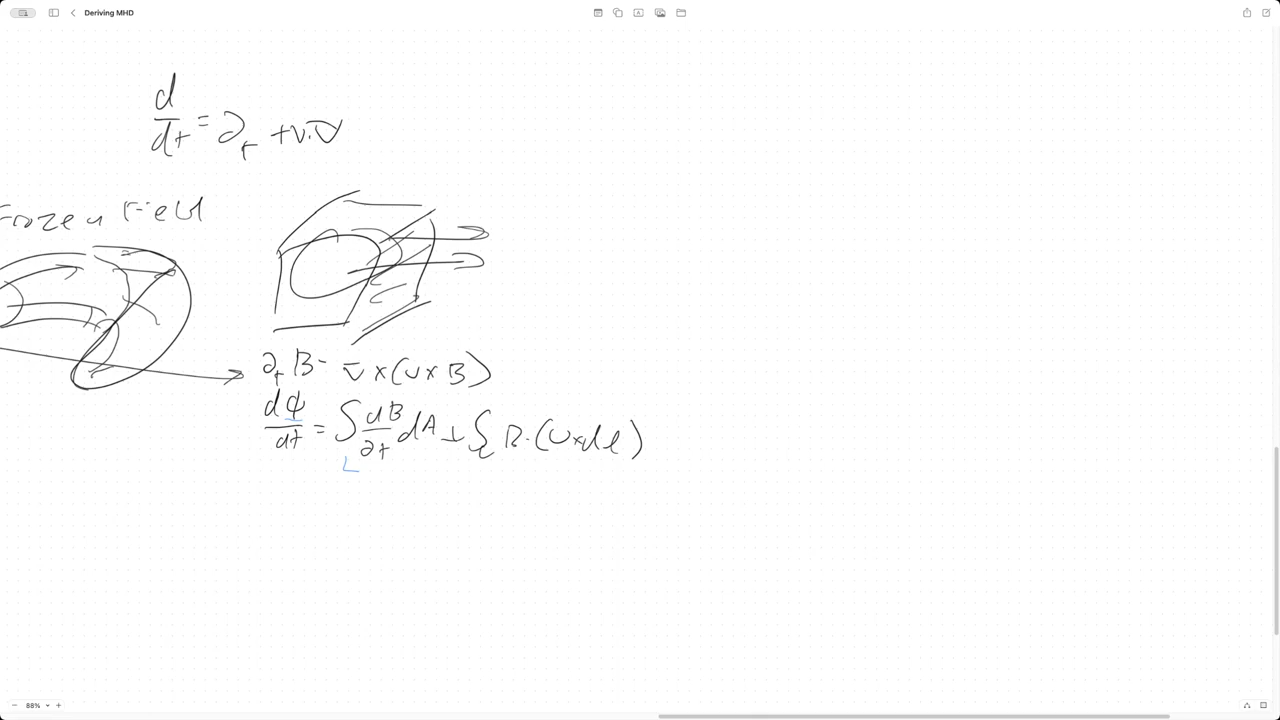 Deriving MHD
d/dt = ∂t + v·∇
Frozen Field
∂t B = ∇ × (v × B)
dΦ/dt = ∫ ∂B/∂t dA + ∫ B·(v×dl)
88%